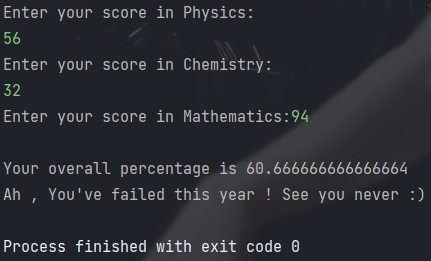 Enter your score in Physics:
56
Enter your score in Chemistry:
32
Enter your score in Mathematics:94
Your overall percentage is 60.666666666666664
Ah , You've failed this year ! See you never :)
Process finished with exit code 0